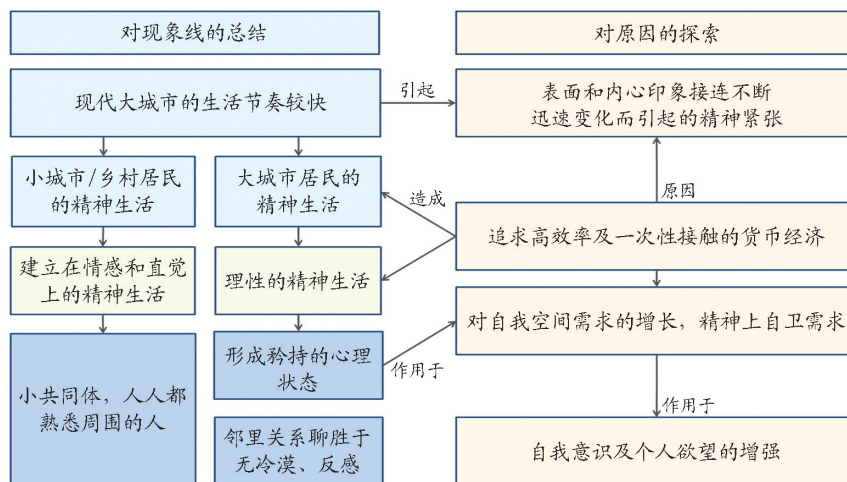 对现象线的总结
对原因的探索
现代大城市的生活节奏较快
引起
表面和内心印象接连不断
迅速变化而引起的精神紧张
小城市/乡村居民
的精神生活
大城市居民的
精神生活
造成
原因
追求高效率及一次性接触的货币经济
建立在情感和直觉
上的精神生活
理性的精神生活
对自我空间需求的增长，精神上自卫需求
形成矜持的心理
状态
作用于
小共同体，人人都
熟悉周围的人
作用于
邻里关系聊胜于
无冷漠、反感
自我意识及个人欲望的增强